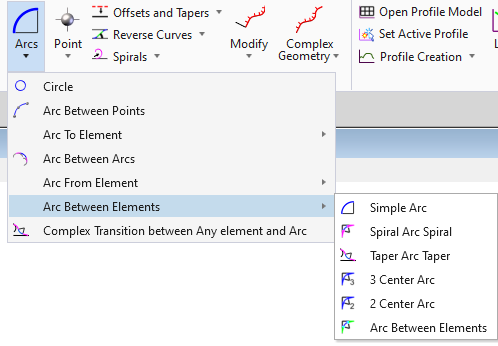 Offsets and Tapers
Open Profile Model
Reverse Curves
Set Active Profile
Arcs
Point
Spirals
Modify
Complex
Geometry
Profile Creation
Circle
Arc Between Points
Arc To Element
Arc Between Arcs
Arc From Element
Arc Between Elements
Simple Arc
Complex Transition between Any element and Arc
Spiral Arc Spiral
Taper Arc Taper
3 Center Arc
2 Center Arc
Arc Between Elements